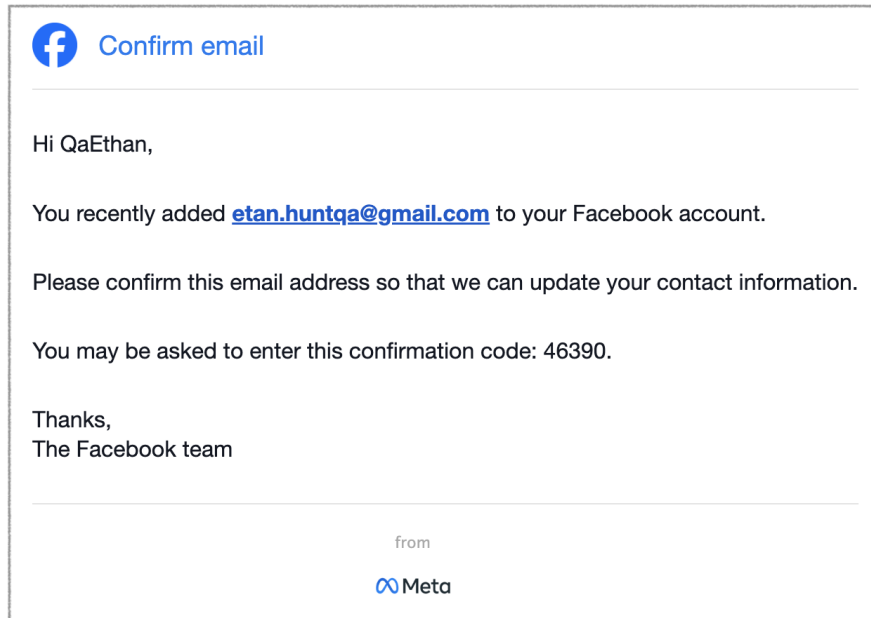 Confirm email
Hi QaEthan,
You recently added etan.huntqa@gmail.com to your Facebook account.
Please confirm this email address so that we can update your contact information.
You may be asked to enter this confirmation code: 46390.
Thanks,
The Facebook team
from
Meta